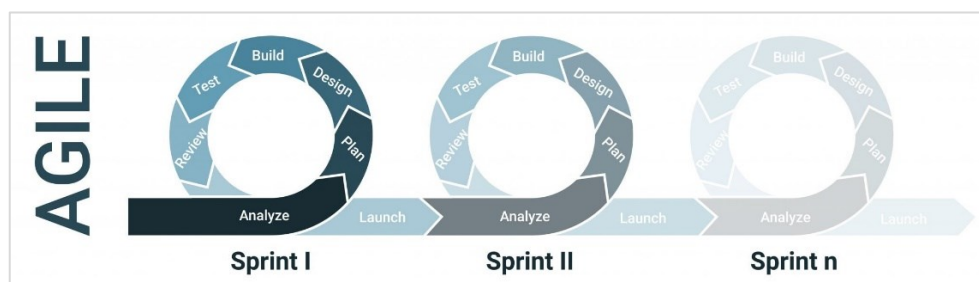 AGILE
Build
Design
Test
Review
Plan
Analyze
Launch
Sprint I
Build
Design
Test
Review
Plan
Analyze
Launch
Sprint II
Build
Design
Test
Review
Plan
Analyze
Launch
Sprint n